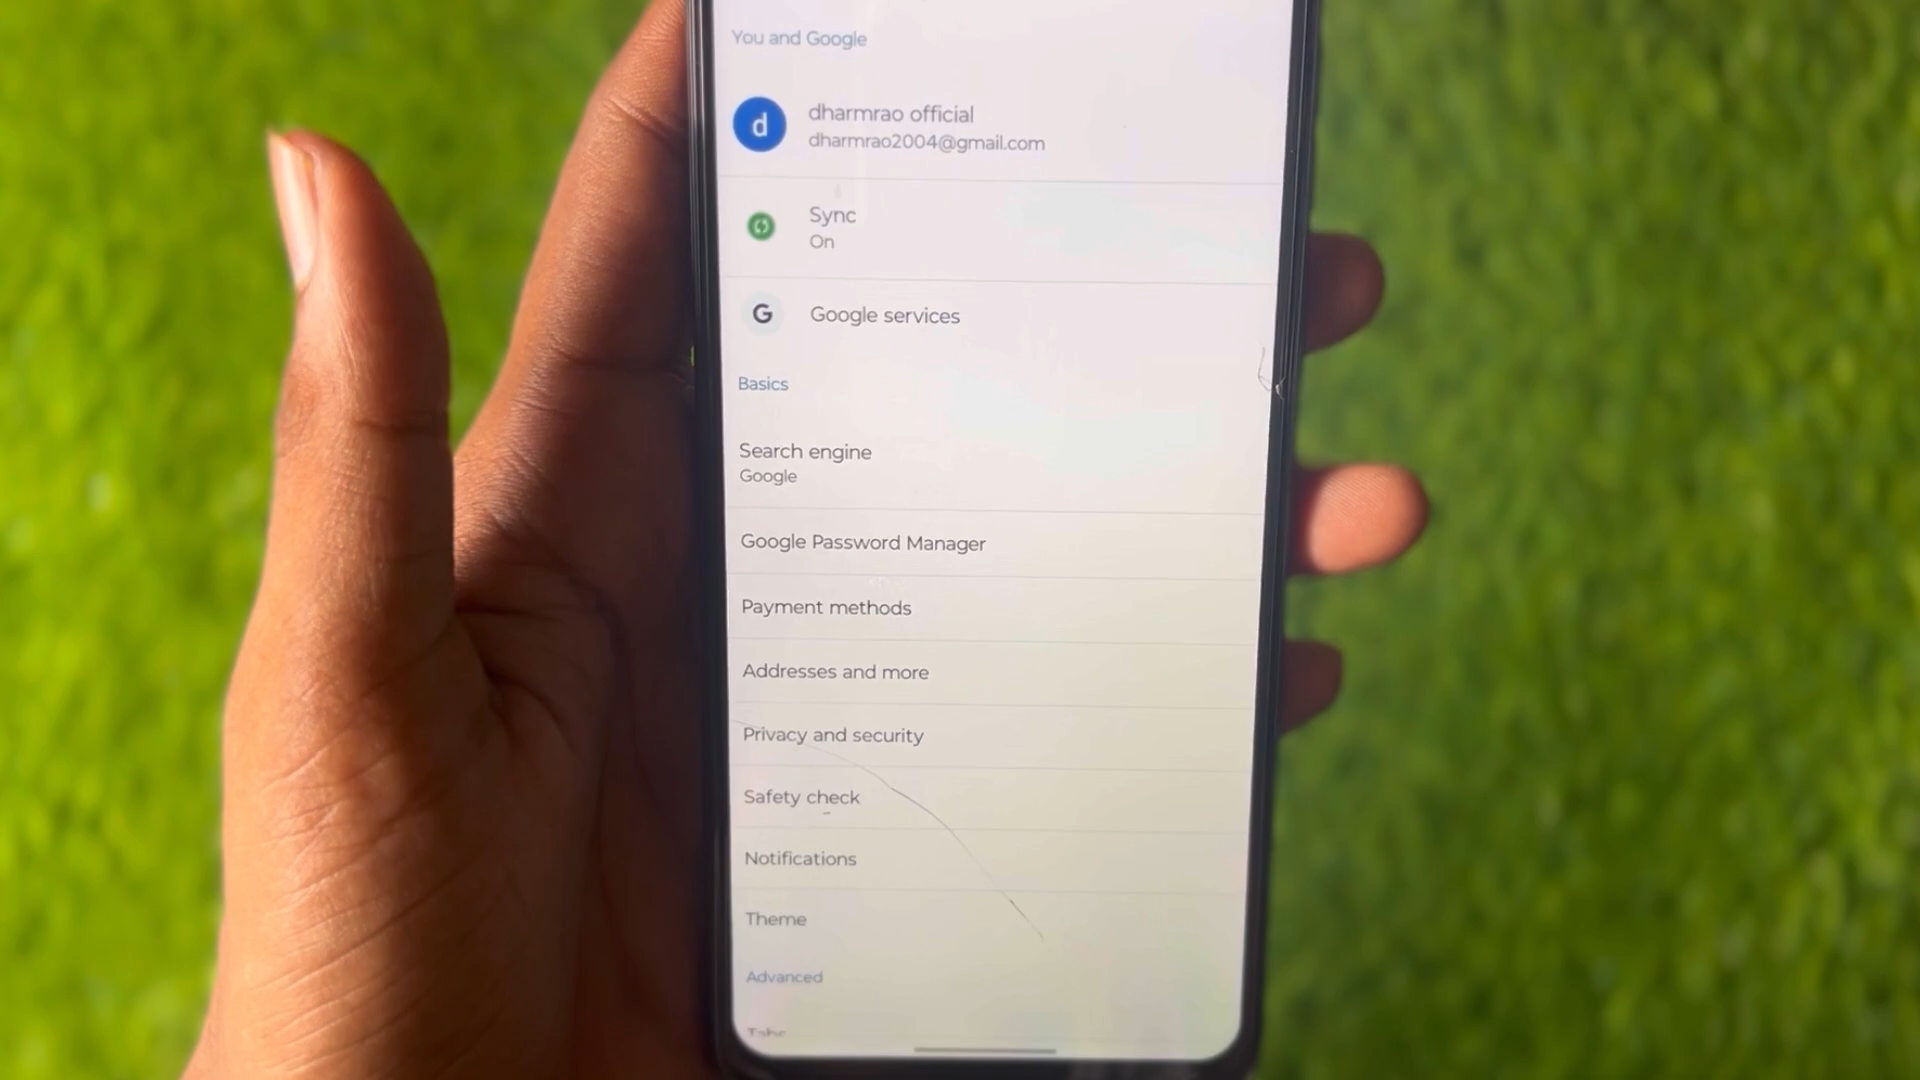 You and Google
d
dharmrao official
dharmrao2004@gmail.com
Sync
On
G
Google services
Basics
Search engine
Google
Google Password Manager
Payment methods
Addresses and more
Privacy and security
Safety check
Notifications
Theme
Advanced
Tabs